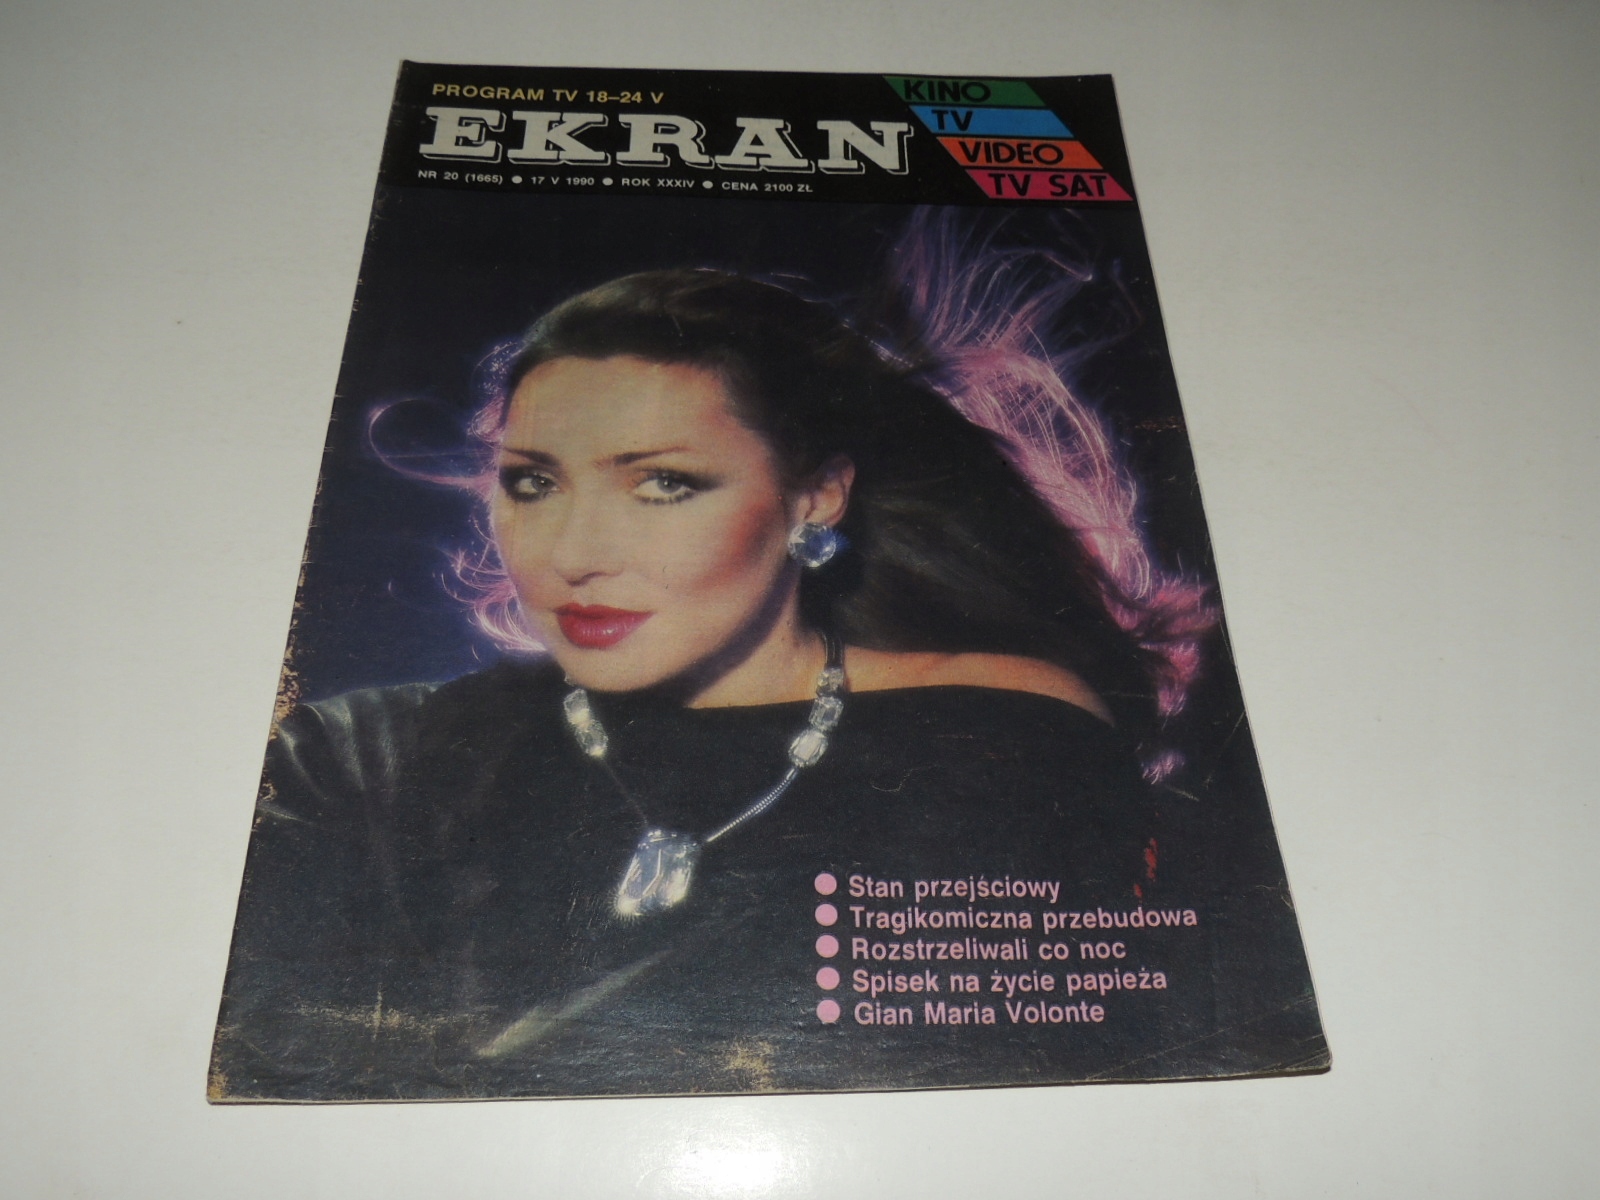 PROGRAM TV 18–24 V
EKRAN
NR 20 (1665) ● 17 V 1990 ● ROK XXXIV ● CENA 2100 ZŁ
KINO
TV
VIDEO
TV SAT
● Stan przejściowy
● Tragikomiczna przebudowa
● Rozstrzeliwali co noc
● Spisek na życie papieża
● Gian Maria Volonte